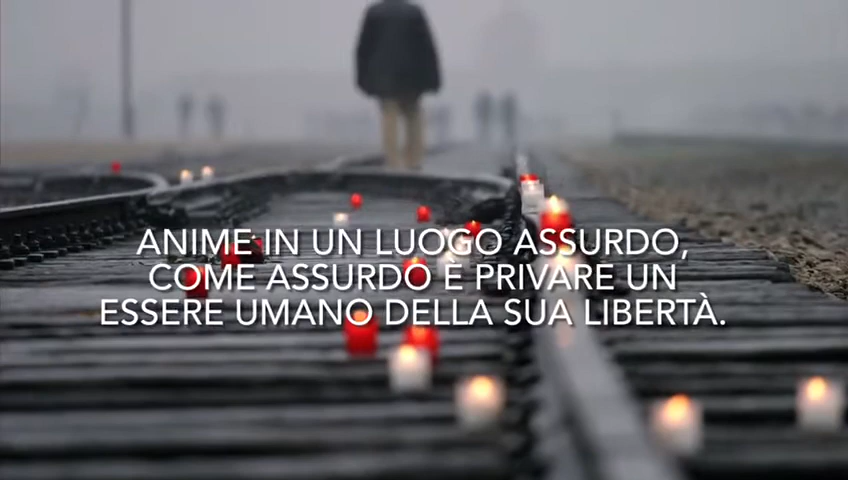 ANIME IN UN LUOGO ASSURDO,
COME ASSURDO È PRIVARE UN
ESSERE UMANO DELLA SUA LIBERTÀ.